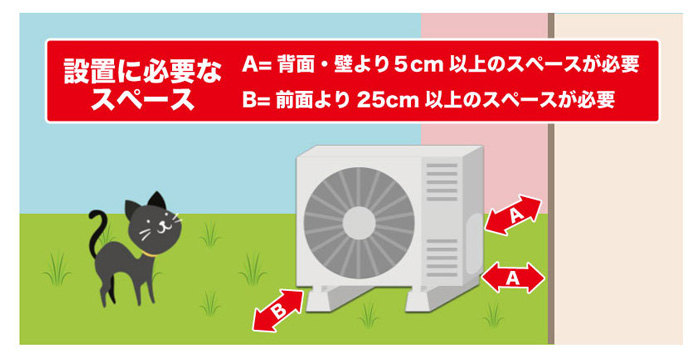 設置に必要な
スペース
A= 背面・壁より5cm 以上のスペースが必要
B= 前面より 25cm 以上のスペースが必要
A
A
B